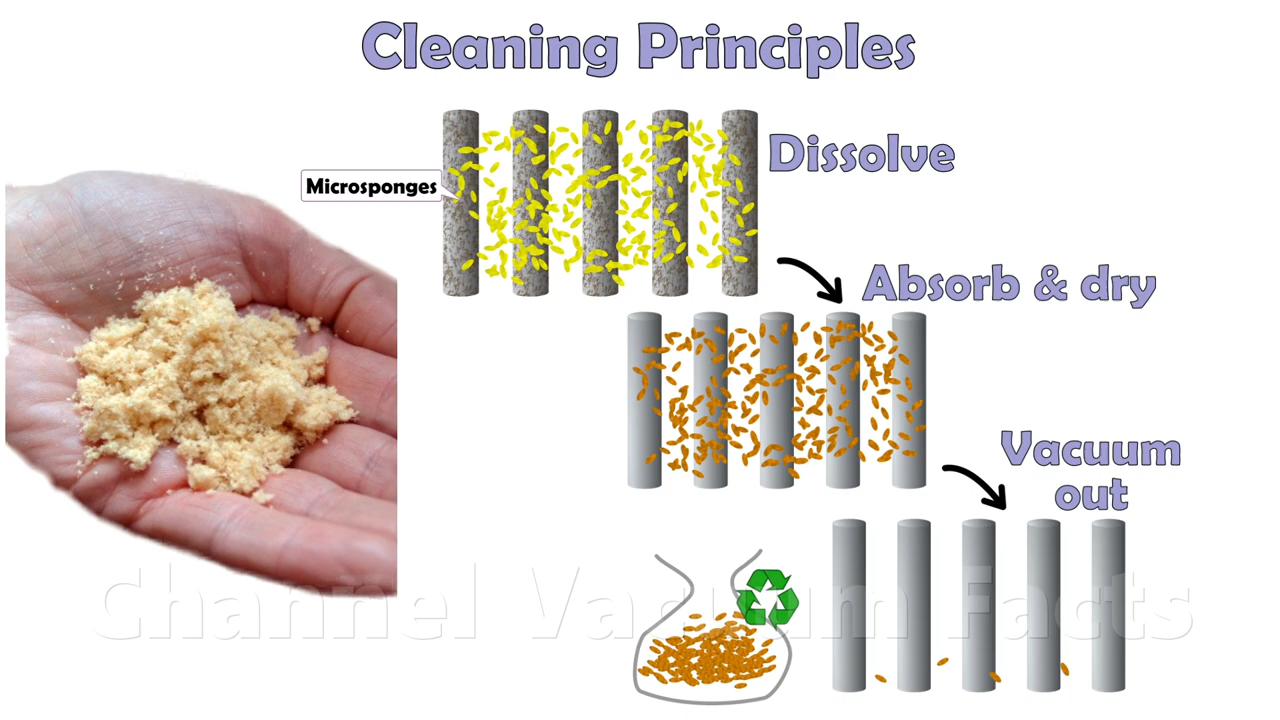 Cleaning Principles
Dissolve
Microsponges
Absorb & dry
Vacuum
out
Channel Vacuum Facts